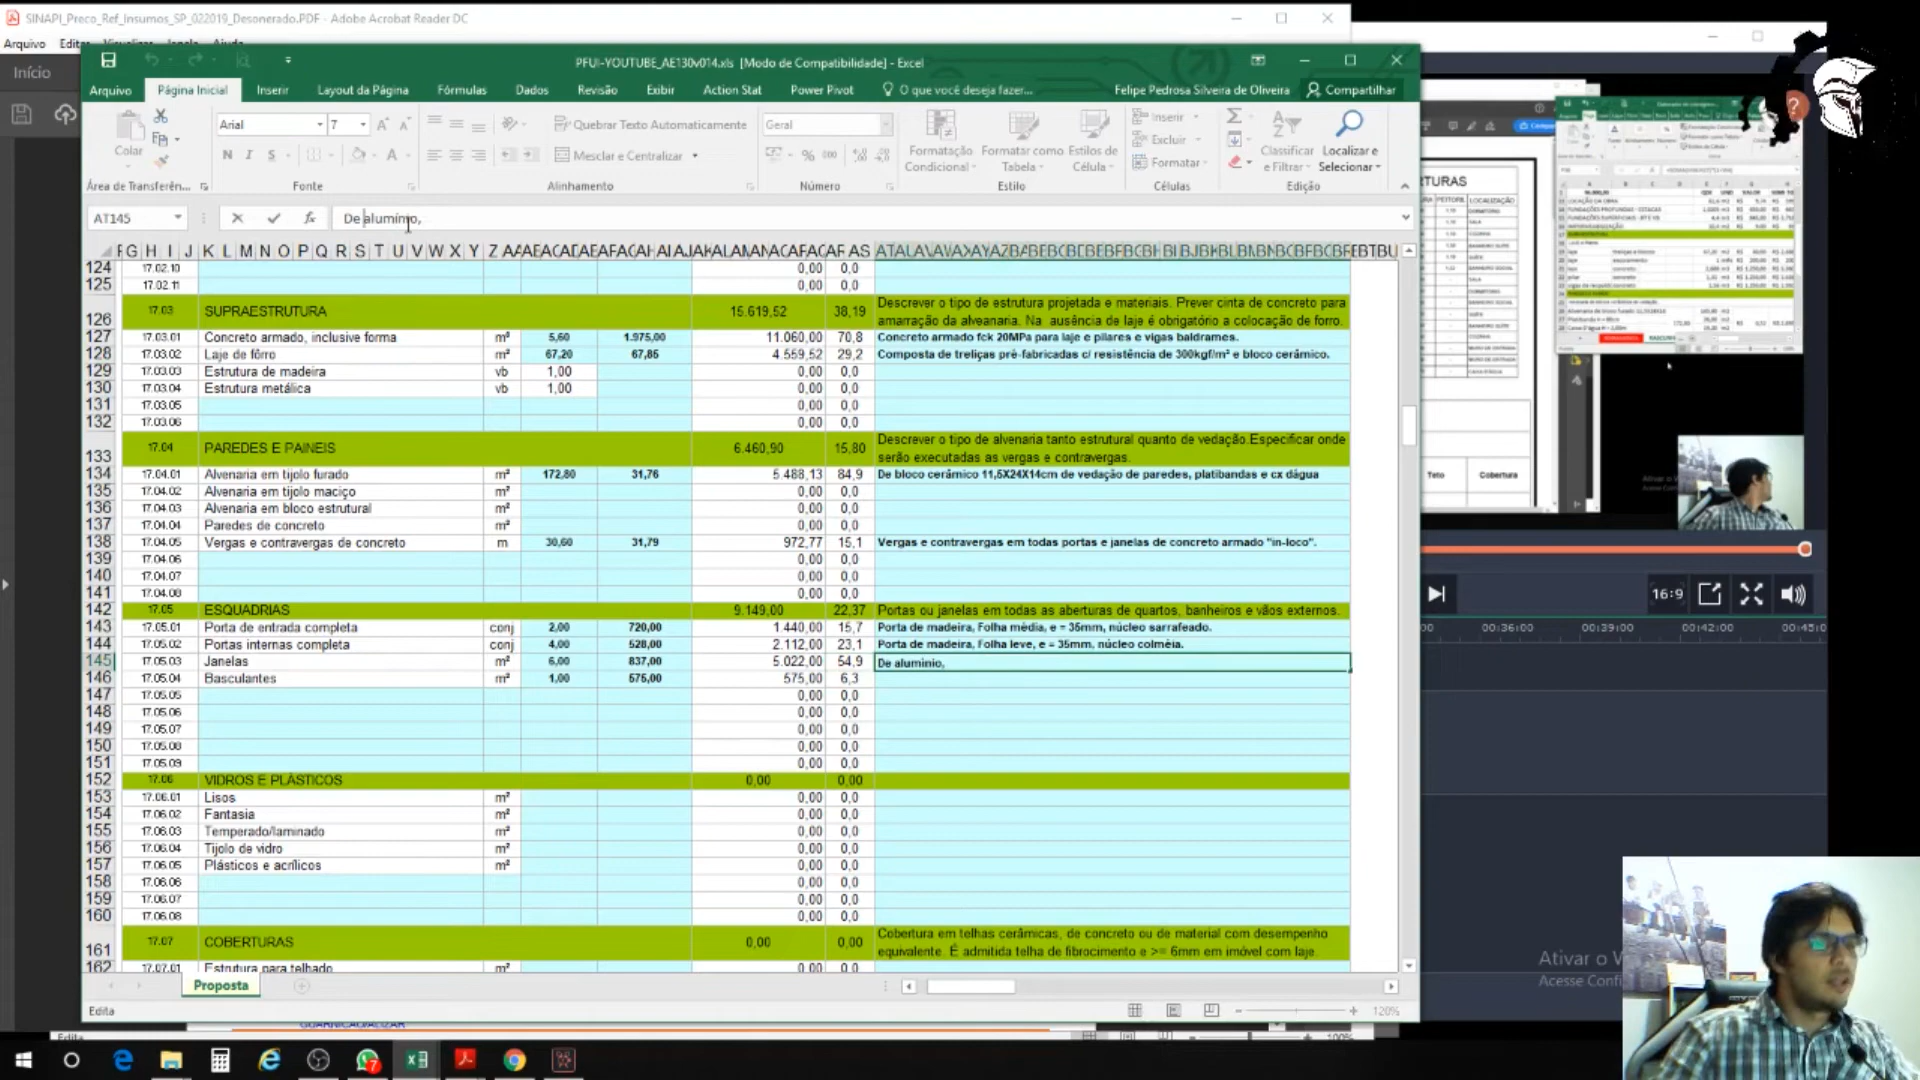 SINAPI_Preco_Ref_Insumos_SP_022019_Desonerado.PDF - Adobe Acrobat Reader DC
Arquivo
Início
PFUI-YOUTUBE_AE130v014.xls [Modo de Compatibilidade] - Excel
Arquivo Página Inicial Inserir Layout da Página Fórmulas Dados Revisão Exibir Action Stat Power Pivot O que você deseja fazer... Felipe Pedrosa Silveira de Oliveira Compartilhar
Colar Arial 7 Quebrar Texto Automaticamente Geral Inserir
N I S Mesclar e Centralizar % 000 Formatação Condicional Formatar como Tabela Estilos de Célula Excluir Formatar Classificar e Filtrar Localizar e Selecionar
Área de Transferên... Fonte Alinhamento Número Estilo Células Edição
AT145 De aluminio,
124 17.02.10 0,00 0,0
125 17.02.11 0,00 0,0
126 17.03 SUPRAESTRUTURA 15.619,52 38,19 Descrever o tipo de estrutura projetada e materiais. Prever cinta de concreto para
amarração da alveanaria. Na ausência de laje é obrigatório a colocação de forro.
127 17.03.01 Concreto armado, inclusive forma m³ 5,60 1.975,00 11.060,00 70,8 Concreto armado fck 20MPa para laje e pilares e vigas baldrames.
128 17.03.02 Laje de fôrro m² 67,20 67,85 4.559,52 29,2 Composta de treliças pré-fabricadas c/ resistência de 300kgf/m² e bloco cerâmico.
129 17.03.03 Estrutura de madeira vb 1,00 0,00 0,0
130 17.03.04 Estrutura metálica vb 1,00 0,00 0,0
131 17.03.05 0,00 0,0
132 17.03.06 0,00 0,0
133 17.04 PAREDES E PAINEIS 6.460,90 15,80 Descrever o tipo de alvenaria tanto estrutural quanto de vedação.Especificar onde
serão executadas as vergas e contravergas.
134 17.04.01 Alvenaria em tijolo furado m² 172,80 31,76 5.488,13 84,9 De bloco cerâmico 11,5X24X14cm de vedação de paredes, platibandas e cx dágua
135 17.04.02 Alvenaria em tijolo maciço m² 0,00 0,0
136 17.04.03 Alvenaria em bloco estrutural m² 0,00 0,0
137 17.04.04 Paredes de concreto m² 0,00 0,0
138 17.04.05 Vergas e contravergas de concreto m 30,60 31,79 972,77 15,1 Vergas e contravergas em todas portas e janelas de concreto armado "in-loco".
139 17.04.06 0,00 0,0
140 17.04.07 0,00 0,0
141 17.04.08 0,00 0,0
142 17.05 ESQUADRIAS 9.149,00 22,37 Portas ou janelas em todas as aberturas de quartos, banheiros e vãos externos.
143 17.05.01 Porta de entrada completa conj 2,00 720,00 1.440,00 15,7 Porta de madeira, Folha média, e = 35mm, núcleo sarrafeado.
144 17.05.02 Portas internas completa conj 4,00 528,00 2.112,00 23,1 Porta de madeira, Folha leve, e = 35mm, núcleo colméia.
145 17.05.03 Janelas m² 6,00 837,00 5.022,00 54,9 De aluminio,
146 17.05.04 Basculantes m² 1,00 575,00 575,00 6,3
147 17.05.05 0,00 0,0
148 17.05.06 0,00 0,0
149 17.05.07 0,00 0,0
150 17.05.08 0,00 0,0
151 17.05.09 0,00 0,0
152 17.06 VIDROS E PLÁSTICOS 0,00 0,00
153 17.06.01 Lisos m² 0,00 0,0
154 17.06.02 Fantasia m² 0,00 0,0
155 17.06.03 Temperado/laminado m² 0,00 0,0
156 17.06.04 Tijolo de vidro m² 0,00 0,0
157 17.06.05 Plásticos e acrílicos m² 0,00 0,0
158 17.06.06 0,00 0,0
159 17.06.07 0,00 0,0
160 17.06.08 0,00 0,0
161 17.07 COBERTURAS 0,00 0,00 Cobertura em telhas cerâmicas, de concreto ou de material com desempenho
equivalente. É admitida telha de fibrocimento e >= 6mm em imóvel com laje.
162 17.07.01 Estrutura para telhado m² 0,00 0,0
Proposta
Edita 120%
LOCALIZAÇÃO
Teto Cobertura
16:9
00:36:00 00:39:00 00:42:00 00:45:0
Ativar o W
Acesse Confi
100%
7